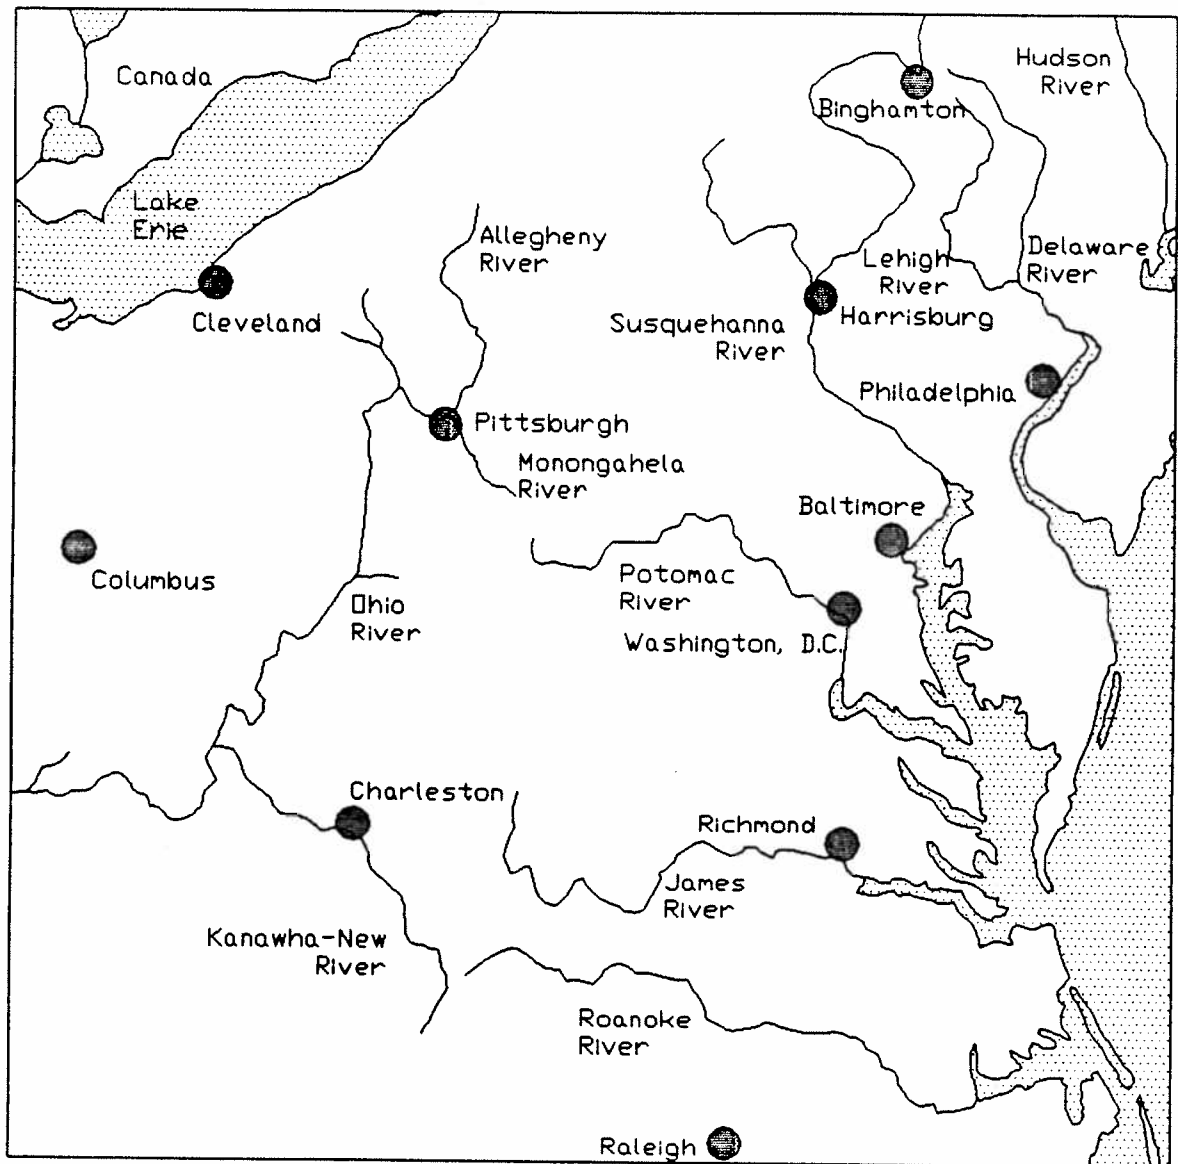 Canada
Hudson
River
Binghamton
Lake
Erie
Allegheny
River
Lehigh
River
Delaware
River
Cleveland
Susquehanna
River
Harrisburg
Philadelphia
Pittsburgh
Monongahela
River
Baltimore
Columbus
Ohio
River
Potomac
River
Washington, D.C.
Charleston
Richmond
James
River
Kanawha-New
River
Roanoke
River
Raleigh